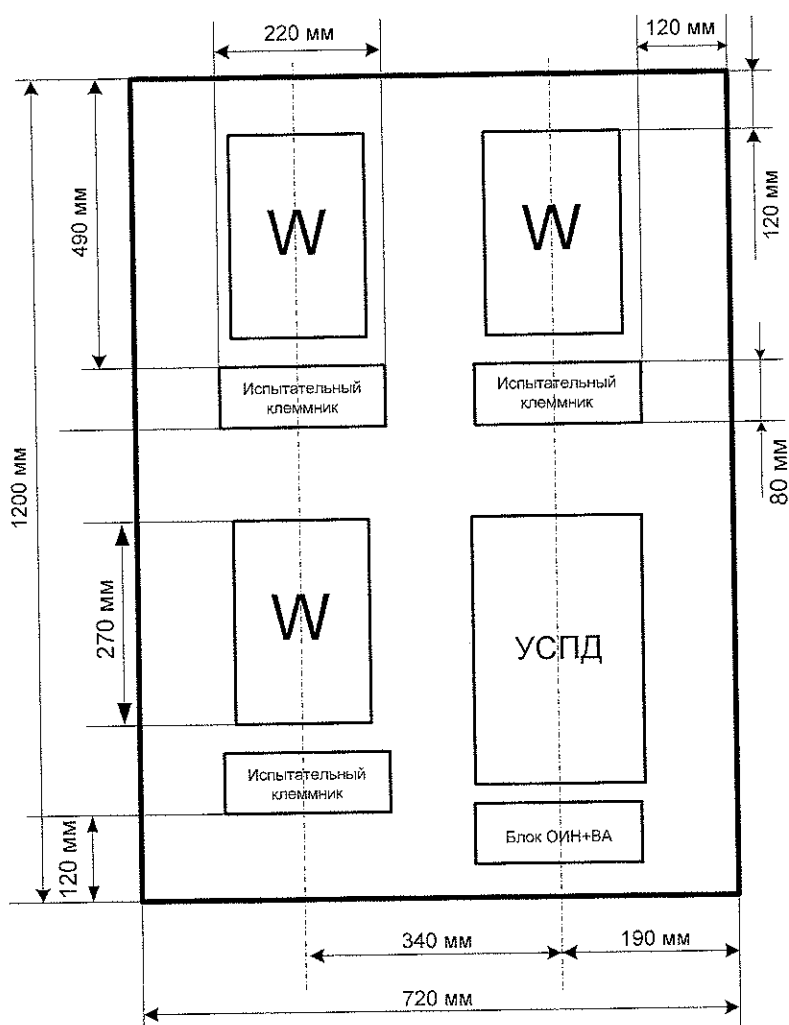 220 мм
120 мм
490 мм
W
W
120 мм
Испытательный
клеммник
Испытательный
клеммник
80 мм
1200 мм
270 мм
W
УСПД
Испытательный
клеммник
Блок ОИН+ВА
120 мм
340 мм
190 мм
720 мм